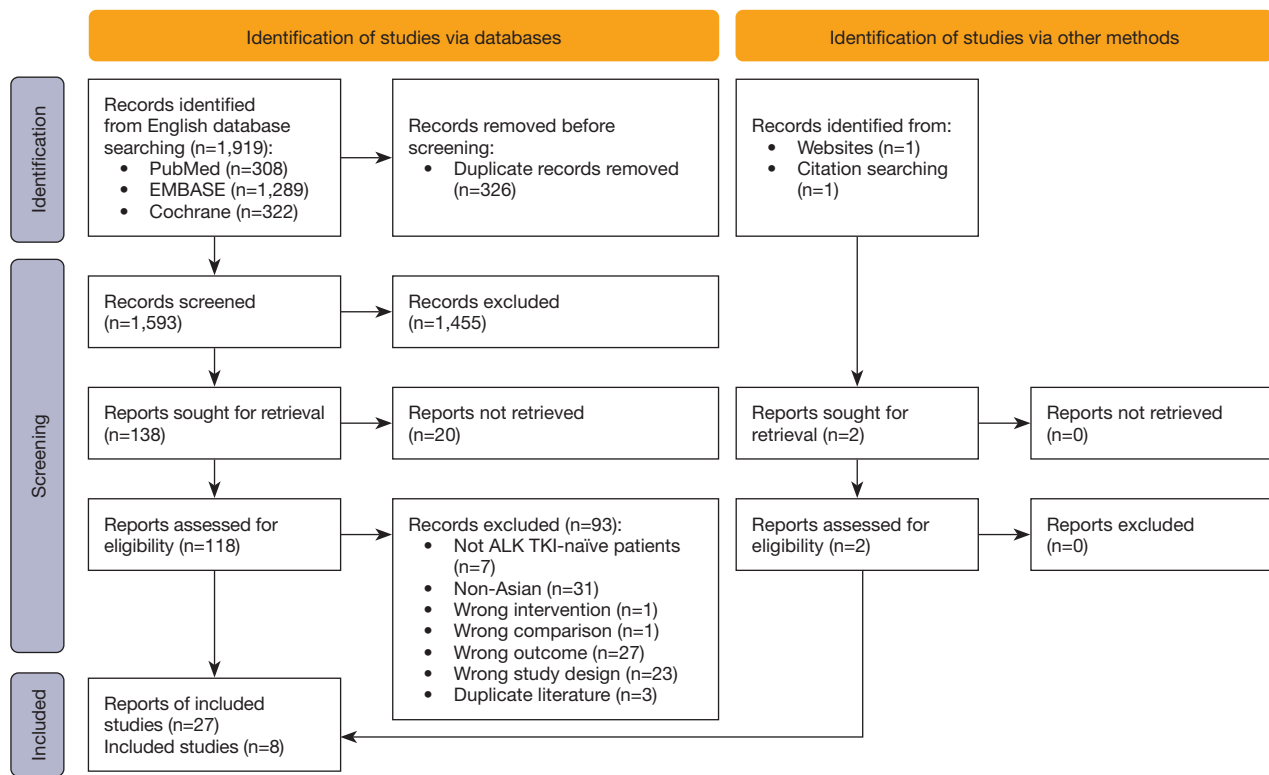 Identification of studies via databases
Identification of studies via other methods
Identification
Records identified
from English database
searching (n=1,919):
• PubMed (n=308)
• EMBASE (n=1,289)
• Cochrane (n=322)
Records removed before
screening:
• Duplicate records removed
(n=326)
Records identified from:
• Websites (n=1)
• Citation searching
(n=1)
Screening
Records screened
(n=1,593)
Records excluded
(n=1,455)
Reports sought for retrieval
(n=138)
Reports not retrieved
(n=20)
Reports sought for
retrieval (n=2)
Reports not retrieved
(n=0)
Reports assessed for
eligibility (n=118)
Records excluded (n=93):
• Not ALK TKI-naïve patients
(n=7)
• Non-Asian (n=31)
• Wrong intervention (n=1)
• Wrong comparison (n=1)
• Wrong outcome (n=27)
• Wrong study design (n=23)
• Duplicate literature (n=3)
Reports assessed for
eligibility (n=2)
Reports excluded
(n=0)
Included
Reports of included
studies (n=27)
Included studies (n=8)